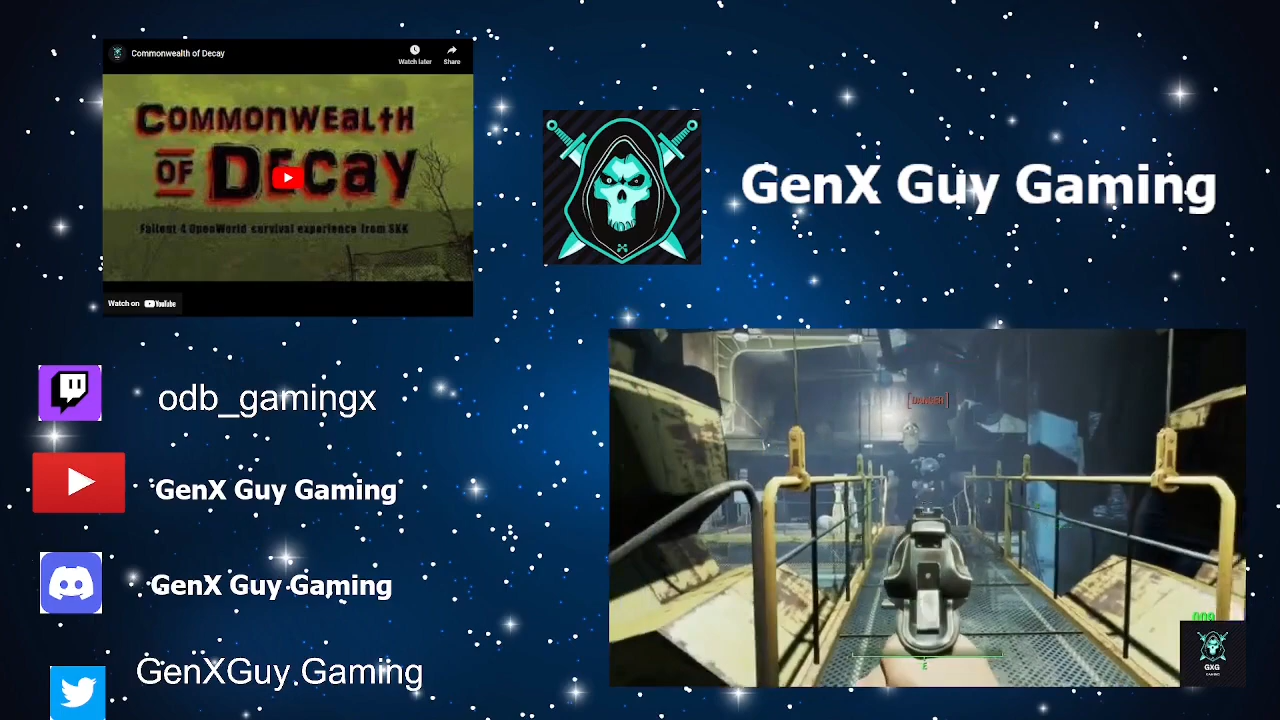 Commonwealth of Decay
Watch later
Share
COMMONWEALTH
OF DECAY
Fallout 4 OpenWorld survival experience from SKK
Watch on YouTube
GenX Guy Gaming
odb_gamingx
GenX Guy Gaming
GenX Guy Gaming
GenXGuy Gaming
[DANGER]
E
GXG
GAMING